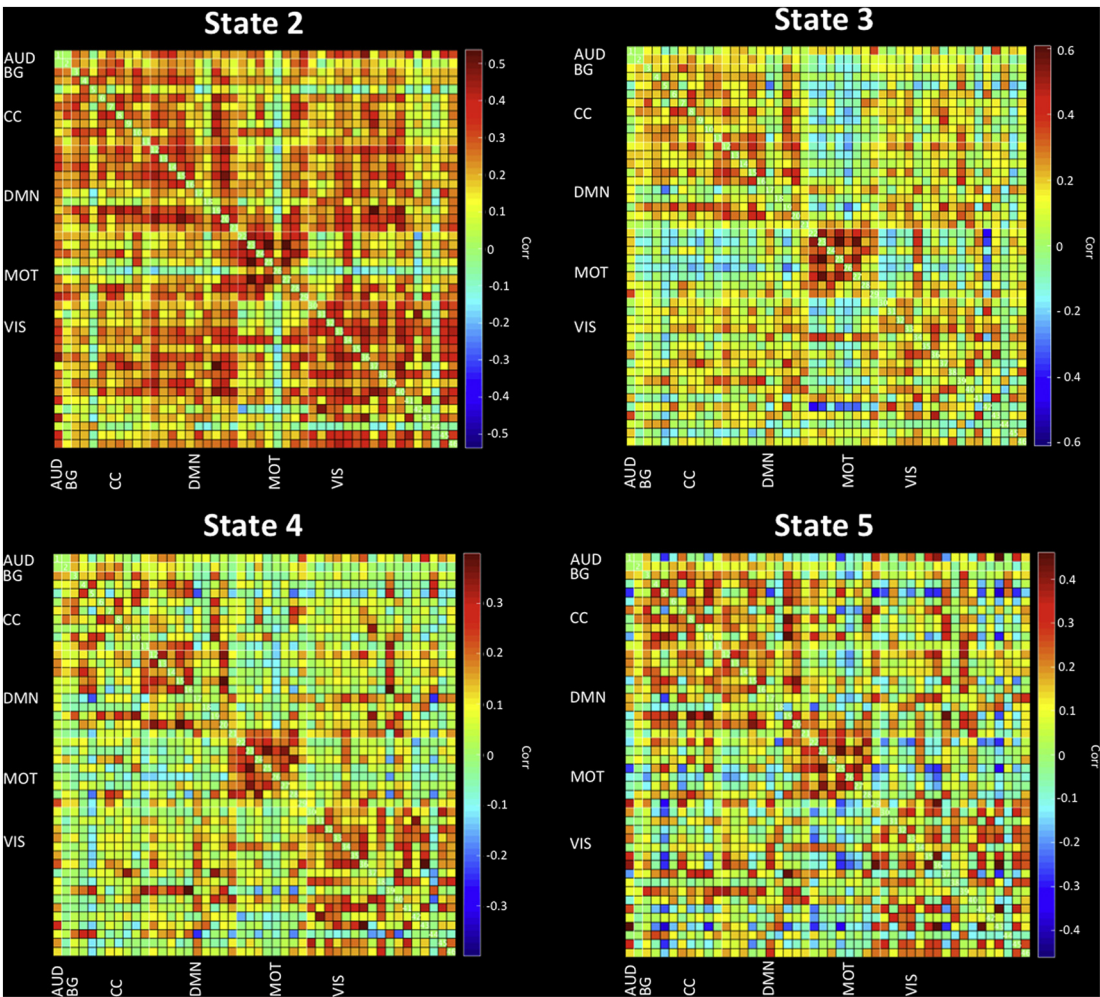 State 2
AUD
BG
CC
DMN
MOT
VIS
0.5
0.4
0.3
0.2
0.1
0
-0.1
-0.2
-0.3
-0.4
-0.5
Corr
AUD
BG
CC
DMN
MOT
VIS
State 3
AUD
BG
CC
DMN
MOT
VIS
0.6
0.4
0.2
0
- 0.2
- 0.4
- 0.6
Corr
AUD
BG
CC
DMN
MOT
VIS
State 4
AUD
BG
CC
DMN
MOT
VIS
0.3
0.2
0.1
0
-0.1
-0.2
-0.3
Corr
AUD
BG
CC
DMN
MOT
VIS
State 5
AUD
BG
CC
DMN
MOT
VIS
0.4
0.3
0.2
0.1
0
-0.1
-0.2
-0.3
-0.4
Corr
AUD
BG
CC
DMN
MOT
VIS